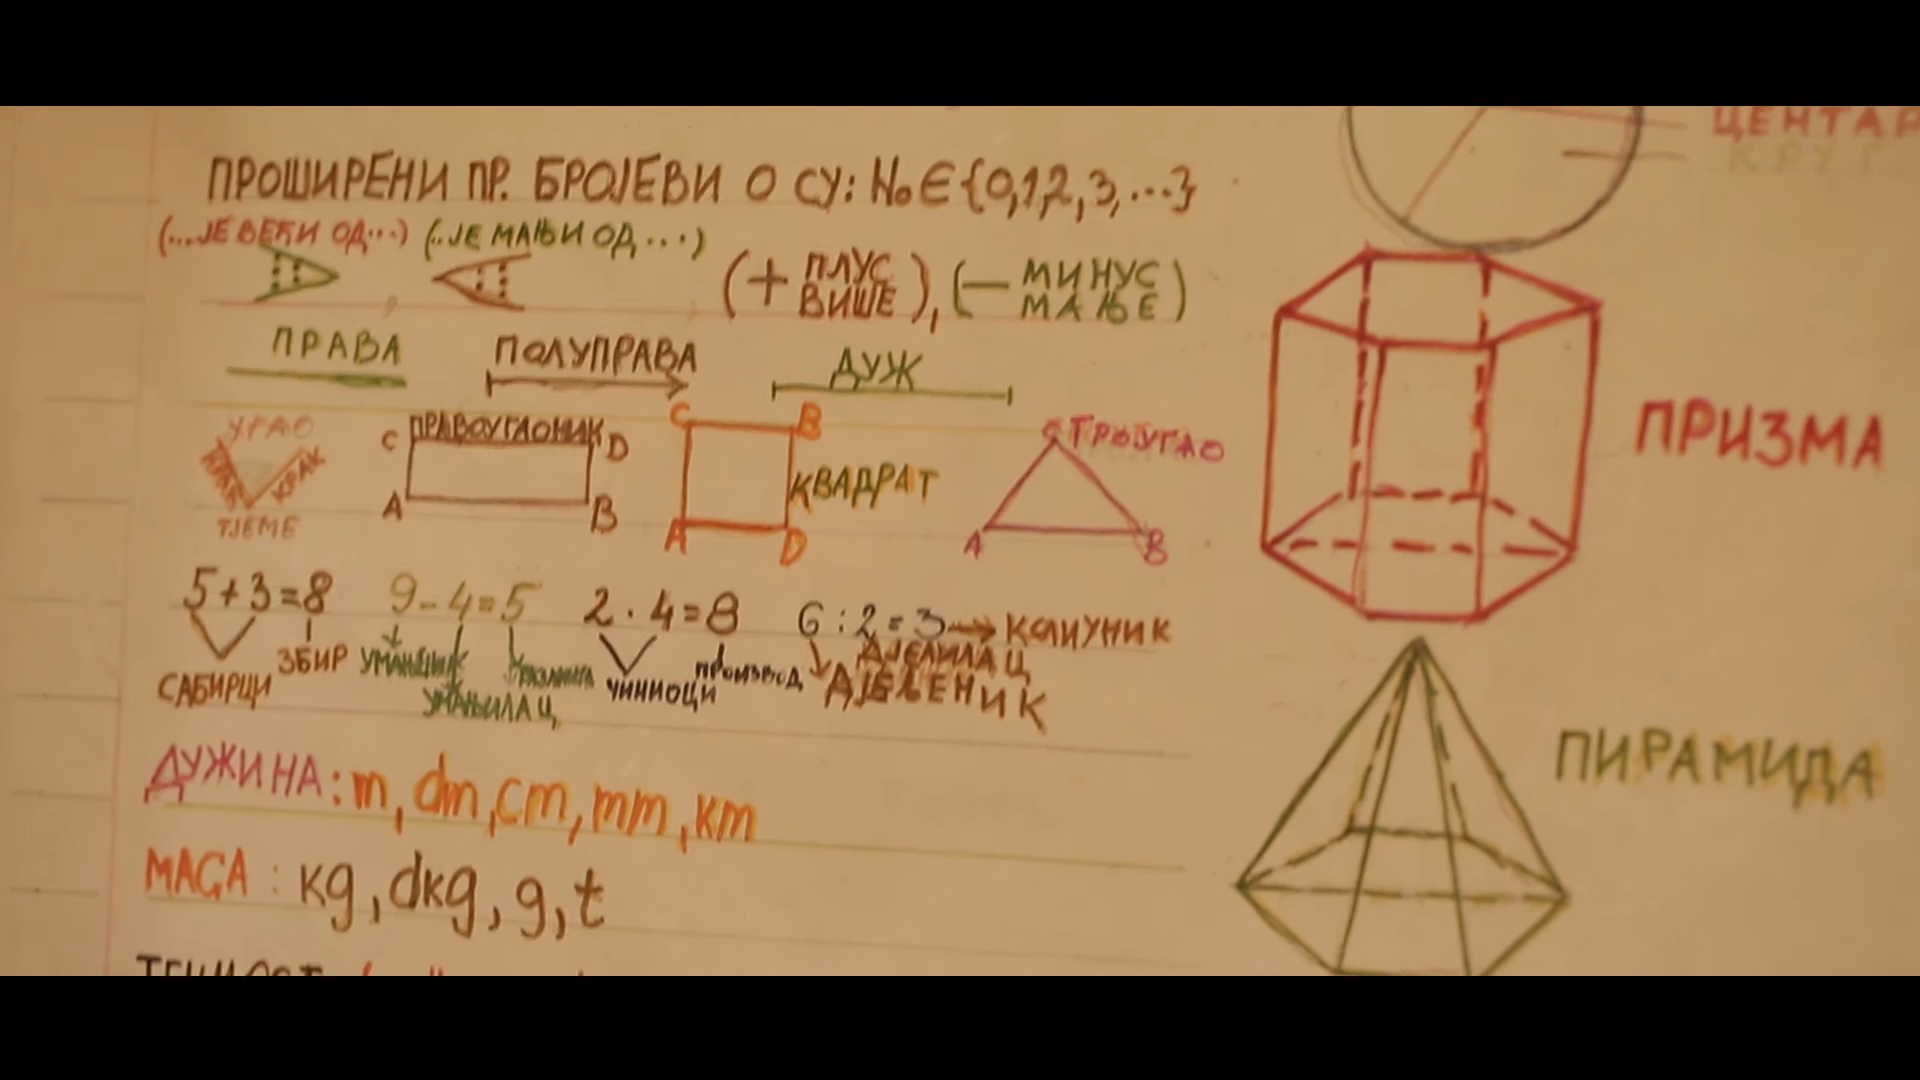 ЦЕНТАР
КРУГ
ПРОШИРЕНИ ПР. БРОЈЕВИ О СУ: N₀ Є {0,1,2,3,...}
(...ЈЕ ВЕЋИ ОД...) (..ЈЕ МАЊИ ОД...)
(+ ПЛУС ВИШЕ), (— МИНУС МАЊЕ)
ПРАВА ПОЛУПРАВА ДУЖ
УГАО
КРАК КРАК
ТЈЕМЕ
C ПРАВОУГАОНИК D
A B
C B
КВАДРАТ
A D
C ТРОУГАО
A B
ПРИЗМА
5+3=8 9-4=5 2·4=8 6:2=3 → КОЛИЧНИК
САБИРЦИ ЗБИР УМАЊЕНИК УМАЊИЛАЦ РАЗЛИКА ЧИНИОЦИ ПРОИЗВОД ДЈЕЛИЛАЦ
ДЈЕЉЕНИК
ПИРАМИДА
ДУЖИНА: m, dm, cm, mm, km
МАСА: kg, dkg, g, t